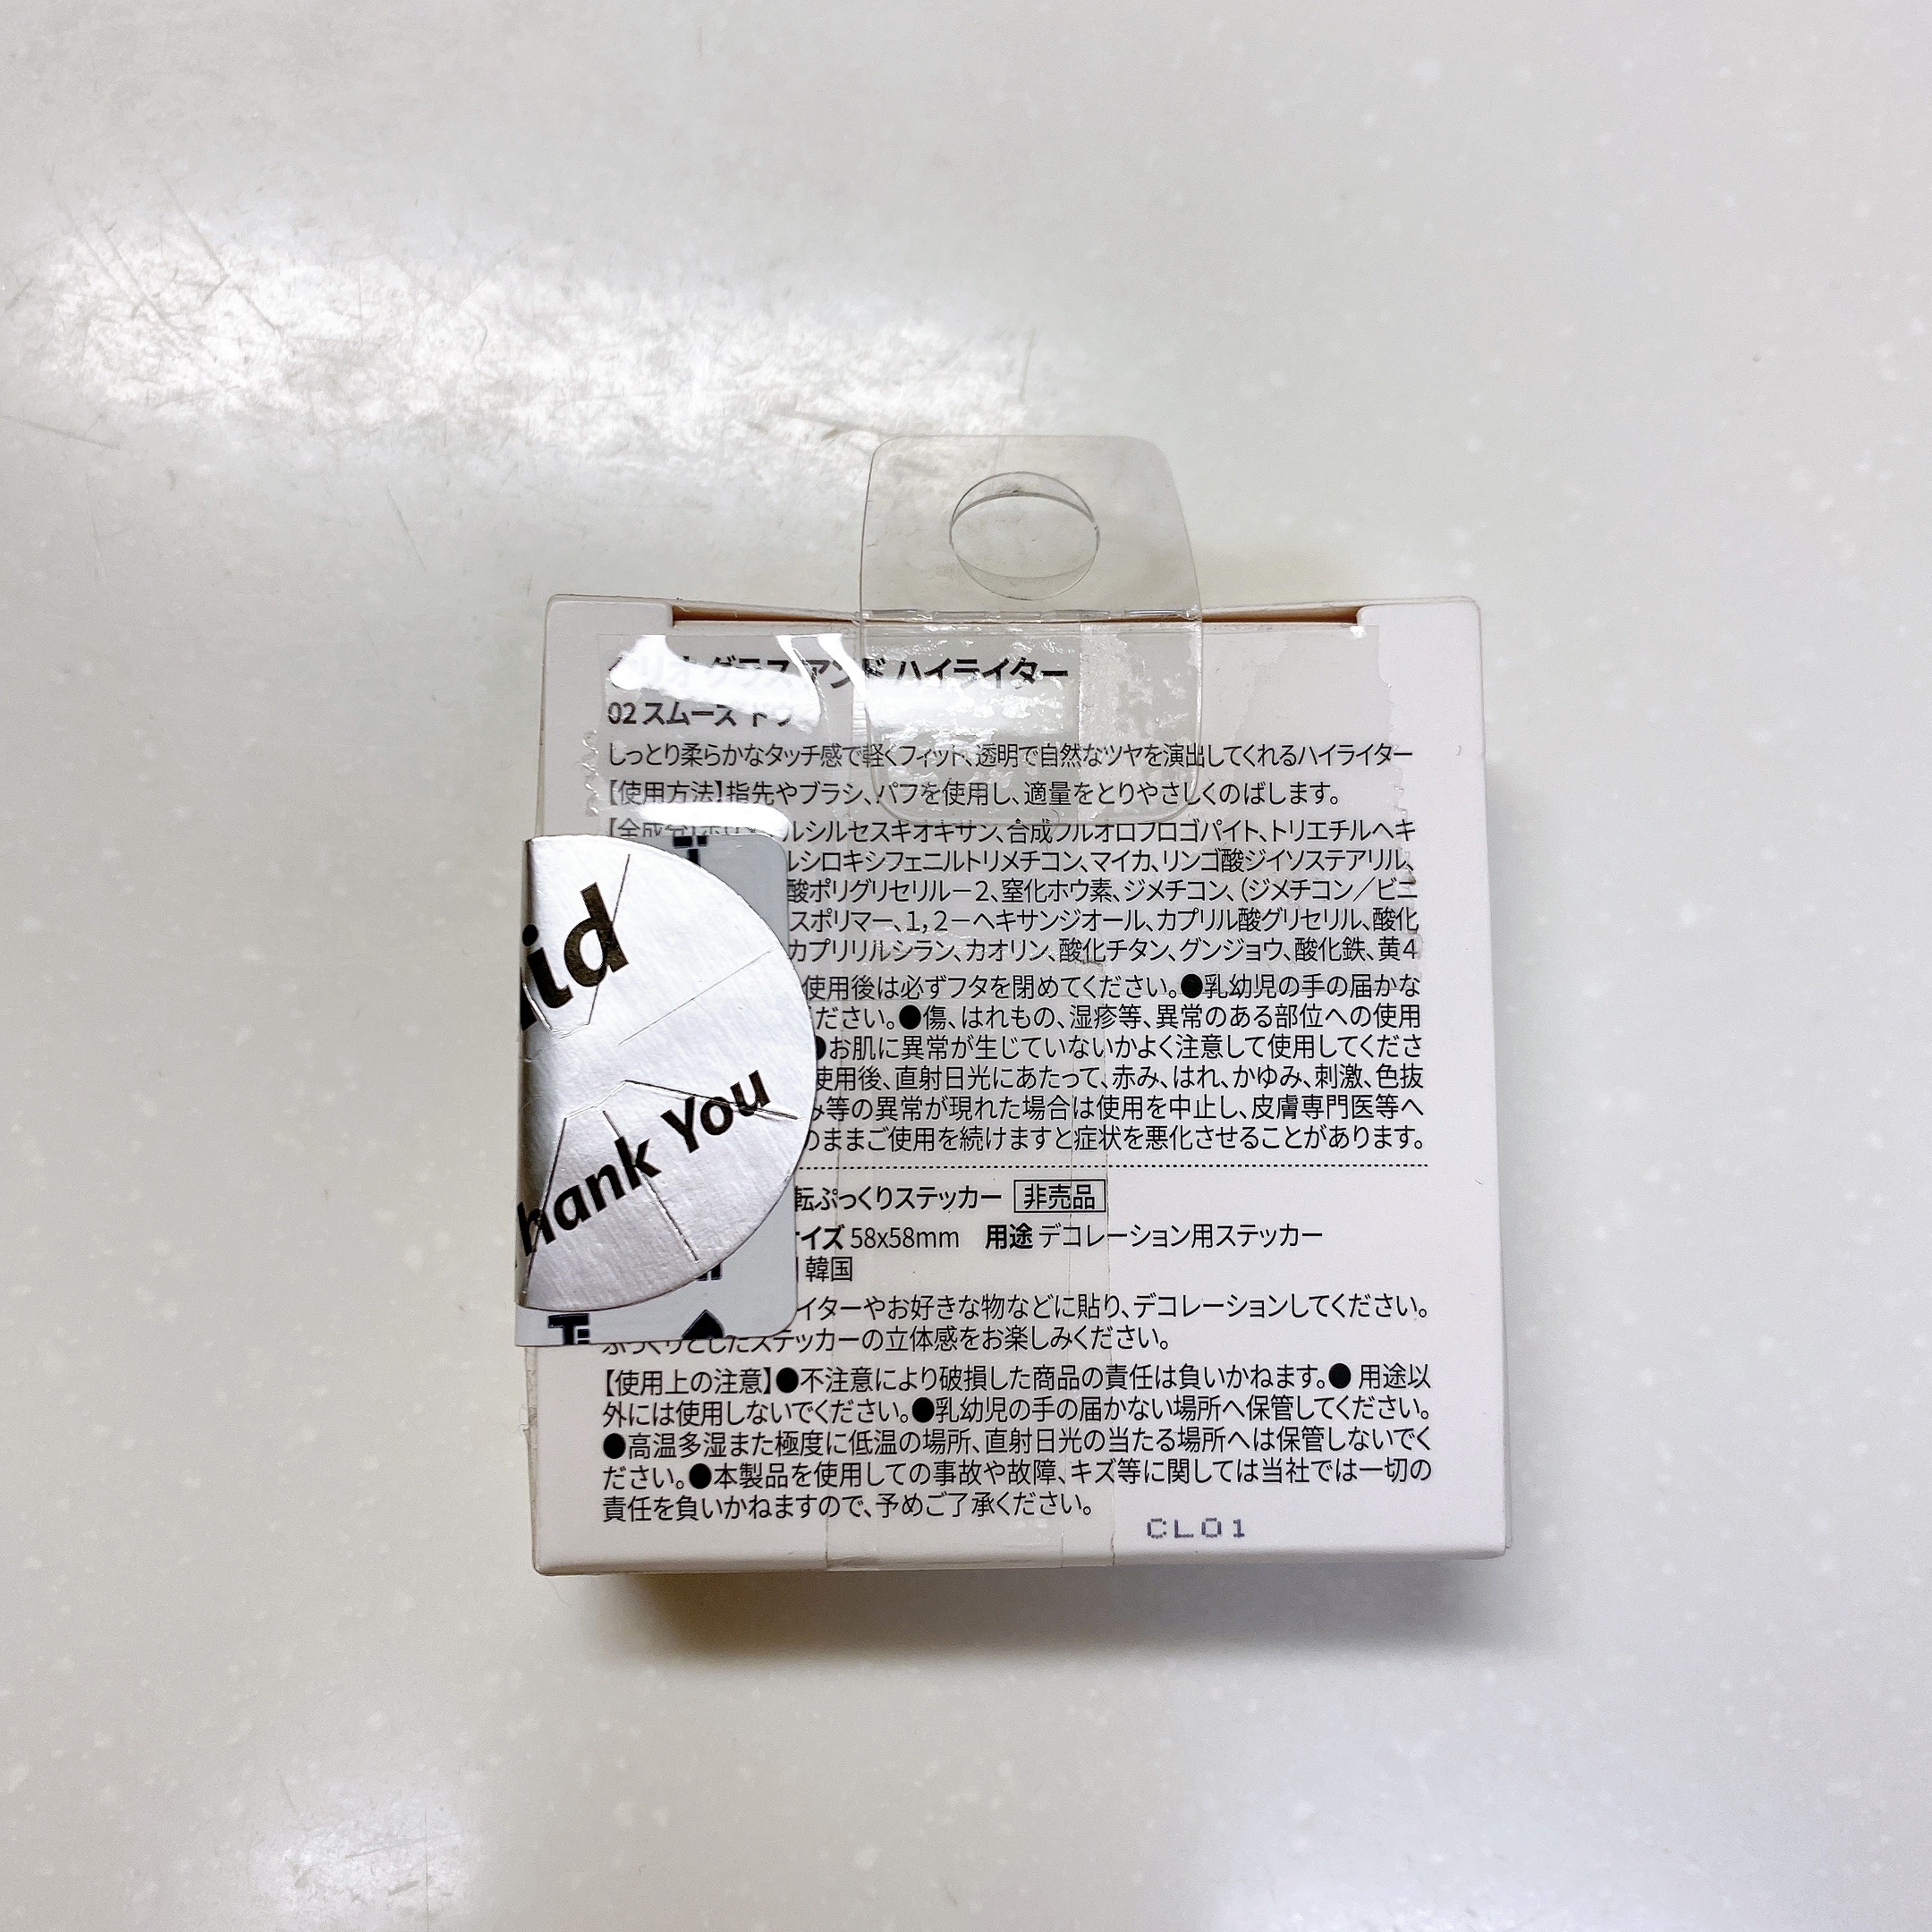 クリオ グラス アンド ハイライター
02 スムース
しっとり柔らかなタッチ感で軽くフィット、透明で自然なツヤを演出してくれるハイライター
【使用方法】指先やブラシ、パフを使用し、適量をとりやさしくのばします。
【全成分】 ルシルセスキオキサン、合成フルオロフロゴパイト、トリエチルヘキ
ルシロキシフェニルトリメチコン、マイカ、リンゴ酸ジイソステアリル、
酸ポリグリセリル－2、窒化ホウ素、ジメチコン、（ジメチコン／ビニ
スポリマー、1，2－ヘキサンジオール、カプリル酸グリセリル、酸化
カプリリルシラン、カオリン、酸化チタン、グンジョウ、酸化鉄、黄4
使用後は必ずフタを閉めてください。●乳幼児の手の届かな
ださい。●傷、はれもの、湿疹等、異常のある部位への使用
●お肌に異常が生じていないかよく注意して使用してくださ
使用後、直射日光にあたって、赤み、はれ、かゆみ、刺激、色抜
み等の異常が現れた場合は使用を中止し、皮膚専門医等へ
のままご使用を続けますと症状を悪化させることがあります。
転ぷっくりステッカー 非売品
イズ 58x58mm 用途 デコレーション用ステッカー
韓国
イターやお好きな物などに貼り、デコレーションしてください。
ぷっくりとしたステッカーの立体感をお楽しみください。
【使用上の注意】●不注意により破損した商品の責任は負いかねます。● 用途以
外には使用しないでください。●乳幼児の手の届かない場所へ保管してください。
●高温多湿また極度に低温の場所、直射日光の当たる場所へは保管しないでく
ださい。●本製品を使用しての事故や故障、キズ等に関しては当社では一切の
責任を負いかねますので、予めご了承ください。
CL01
id
hank You